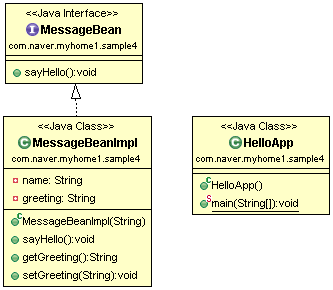 <<Java Interface>>
MessageBean
com.naver.myhome1.sample4
sayHello():void
<<Java Class>>
MessageBeanImpl
com.naver.myhome1.sample4
name: String
greeting: String
MessageBeanImpl(String)
sayHello():void
getGreeting():String
setGreeting(String):void
<<Java Class>>
HelloApp
com.naver.myhome1.sample4
HelloApp()
main(String[]):void